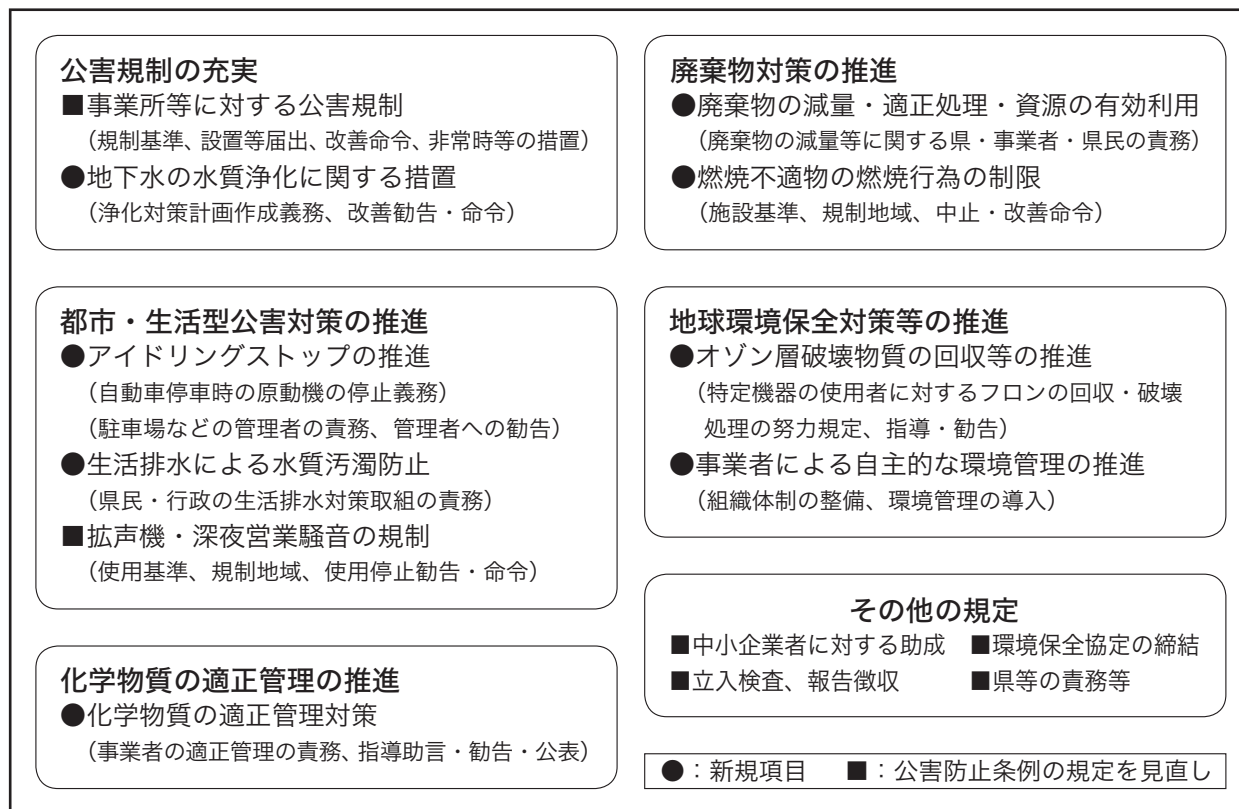 公害規制の充実
■事業所等に対する公害規制
(規制基準、設置等届出、改善命令、非常時等の措置)
●地下水の水質浄化に関する措置
(浄化対策計画作成義務、改善勧告・命令)
都市・生活型公害対策の推進
●アイドリングストップの推進
(自動車停車時の原動機の停止義務)
(駐車場などの管理者の責務、管理者への勧告)
●生活排水による水質汚濁防止
(県民・行政の生活排水対策取組の責務)
■拡声機・深夜営業騒音の規制
(使用基準、規制地域、使用停止勧告・命令)
化学物質の適正管理の推進
●化学物質の適正管理対策
(事業者の適正管理の責務、指導助言・勧告・公表)
廃棄物対策の推進
●廃棄物の減量・適正処理・資源の有効利用
(廃棄物の減量等に関する県・事業者・県民の責務)
●燃焼不適物の燃焼行為の制限
(施設基準、規制地域、中止・改善命令)
地球環境保全対策等の推進
●オゾン層破壊物質の回収等の推進
(特定機器の使用者に対するフロンの回収・破壊
処理の努力規定、指導・勧告)
●事業者による自主的な環境管理の推進
(組織体制の整備、環境管理の導入)
その他の規定
■中小企業者に対する助成 ■環境保全協定の締結
■立入検査、報告徴収 ■県等の責務等
●:新規項目 ■:公害防止条例の規定を見直し